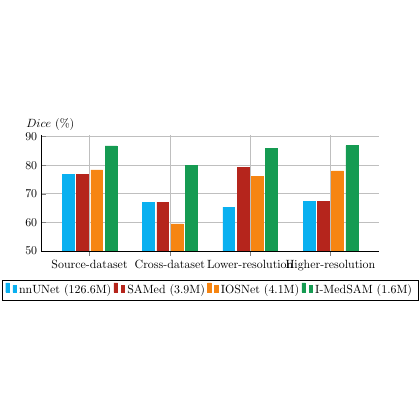 Dice (%)
90
80
70
60
50
Source-dataset Cross-dataset Lower-resolution Higher-resolution
nnUNet (126.6M) SAMed (3.9M) IOSNet (4.1M) I-MedSAM (1.6M)